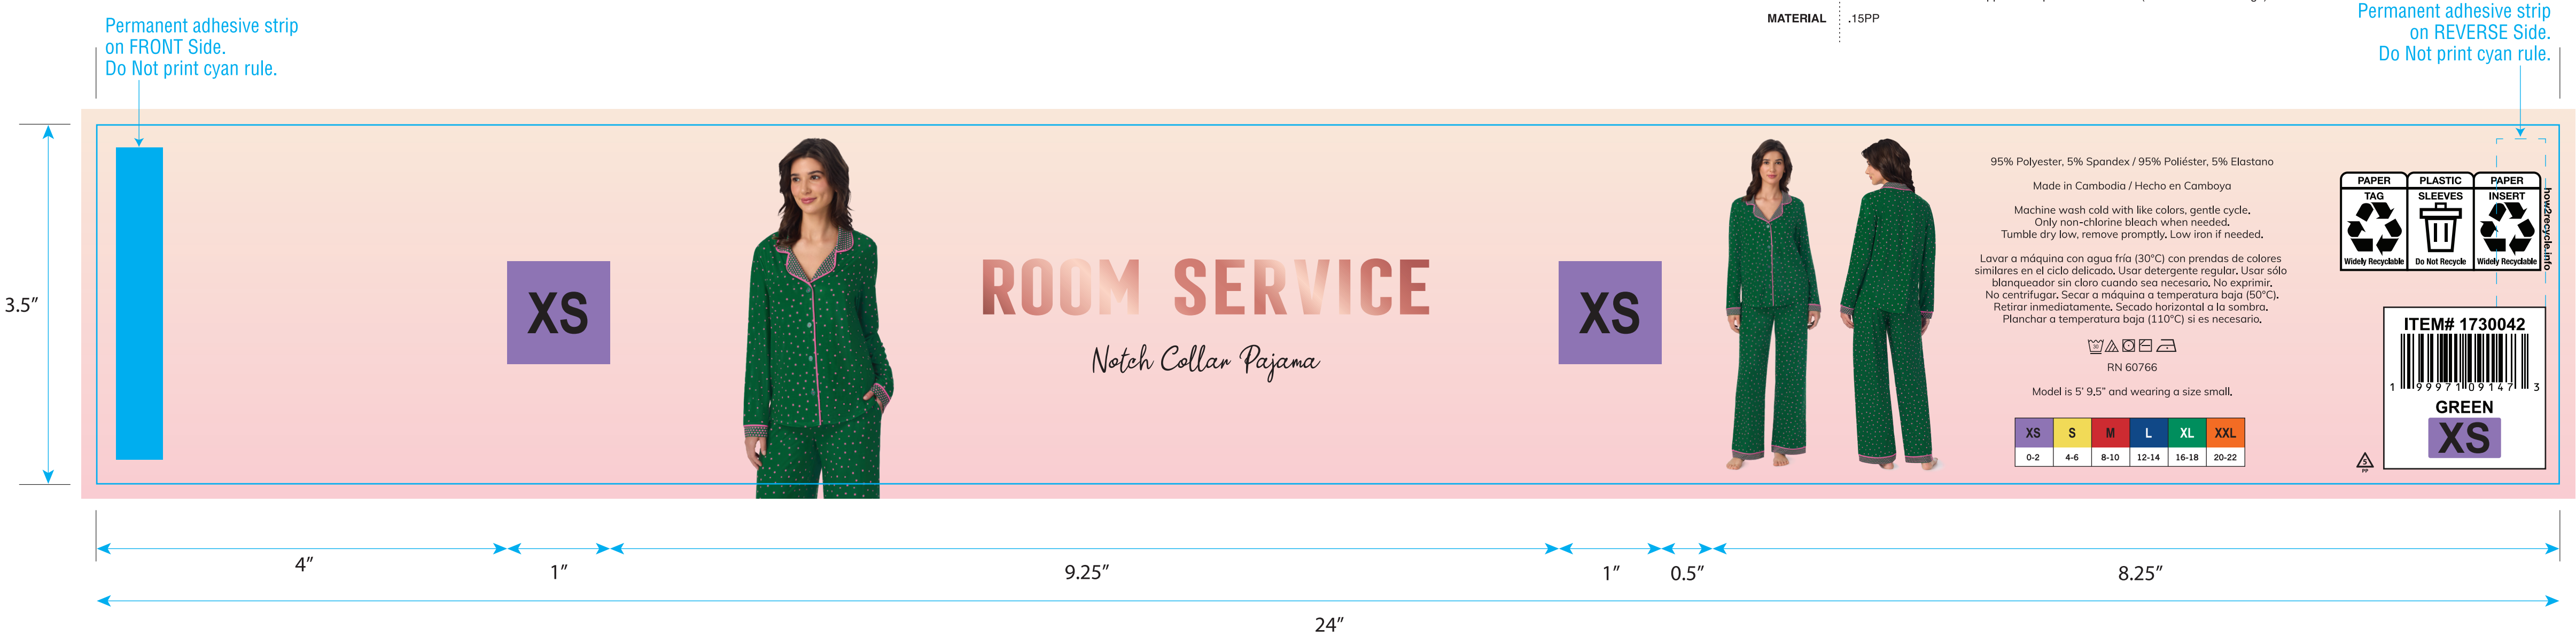 Permanent adhesive strip
on FRONT Side.
Do Not print cyan rule.
MATERIAL .15PP
Permanent adhesive strip
on REVERSE Side.
Do Not print cyan rule.
3.5”
XS
ROOM SERVICE
Notch Collar Pajama
XS
95% Polyester, 5% Spandex / 95% Poliéster, 5% Elastano
Made in Cambodia / Hecho en Camboya
Machine wash cold with like colors, gentle cycle.
Only non-chlorine bleach when needed.
Tumble dry low, remove promptly. Low iron if needed.
Lavar a máquina con agua fría (30°C) con prendas de colores
similares en el ciclo delicado. Usar detergente regular. Usar sólo
blanqueador sin cloro cuando sea necesario. No exprimir.
No centrifugar. Secar a máquina a temperatura baja (50°C).
Retirar inmediatamente. Secado horizontal a la sombra.
Planchar a temperatura baja (110°C) si es necesario.
30
RN 60766
Model is 5’ 9.5” and wearing a size small.
XS S M L XL XXL
0-2 4-6 8-10 12-14 16-18 20-22
PAPER PLASTIC PAPER
TAG SLEEVES INSERT
Widely Recyclable Do Not Recycle Widely Recyclable
how2recycle.info
ITEM# 1730042
1 99971 09147 3
GREEN
XS
5
PP
4” 1” 9.25” 1” 0.5” 8.25”
24”